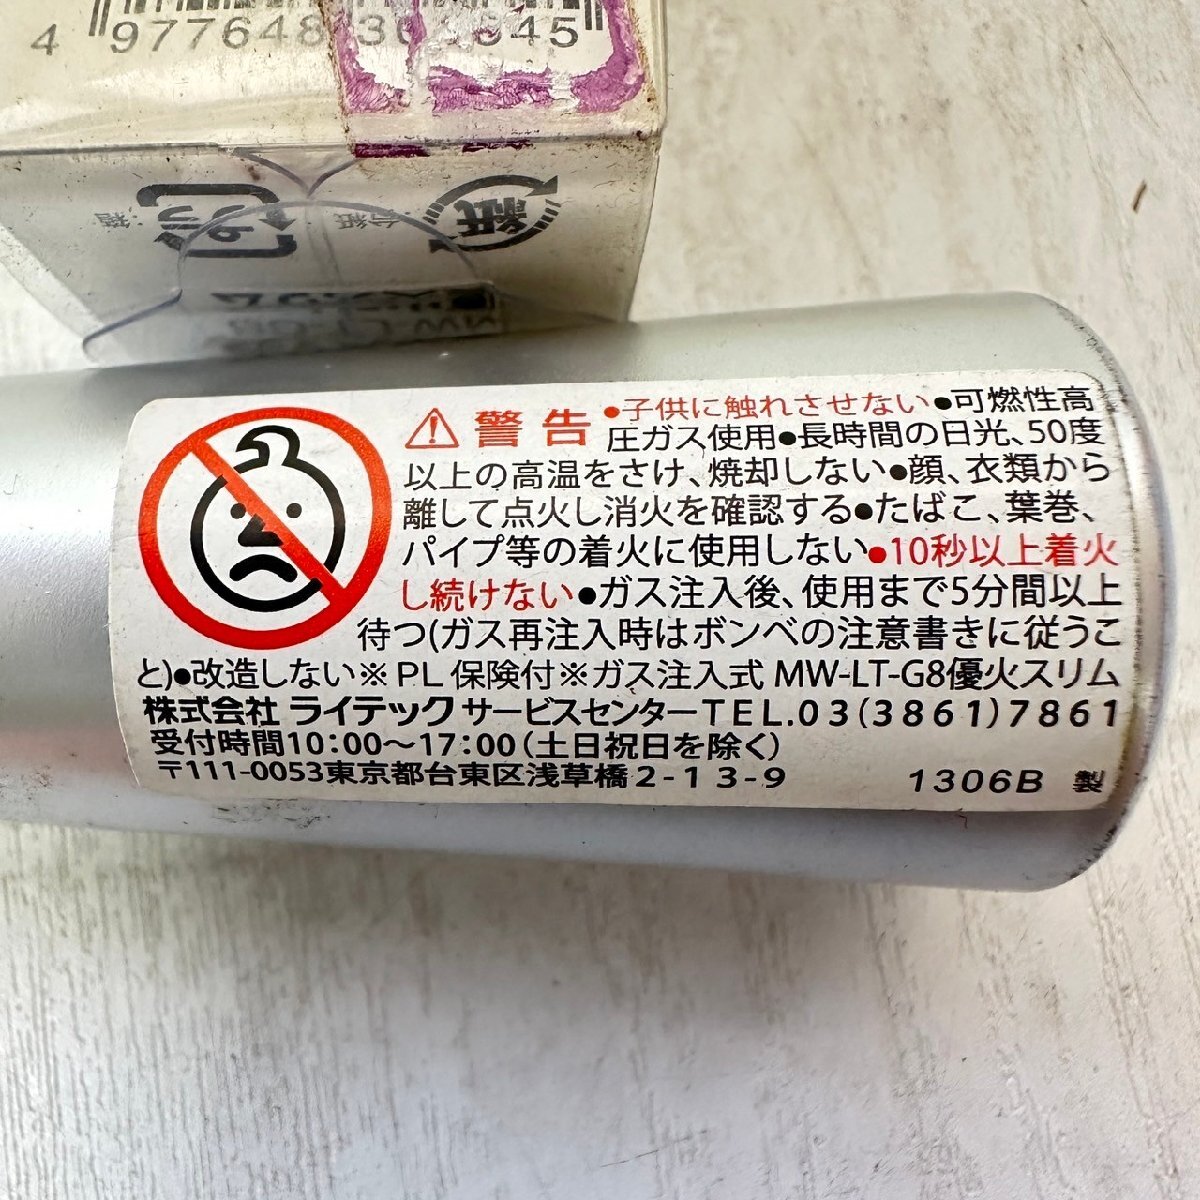 4 977648 30
⚠ 警告 ●子供に触れさせない●可燃性高
圧ガス使用●長時間の日光、50度
以上の高温をさけ、焼却しない●顔、衣類から
離して点火し消火を確認する●たばこ、葉巻、
パイプ等の着火に使用しない●10秒以上着火
し続けない●ガス注入後、使用まで5分間以上
待つ(ガス再注入時はボンベの注意書きに従うこ
と)●改造しない※PL保険付※ガス注入式 MW-LT-G8優火スリム
株式会社 ライテックサービスセンターTEL.03(3861)7861
受付時間10:00～17:00(土日祝日を除く)
〒111-0053東京都台東区浅草橋2-13-9 1306B 製